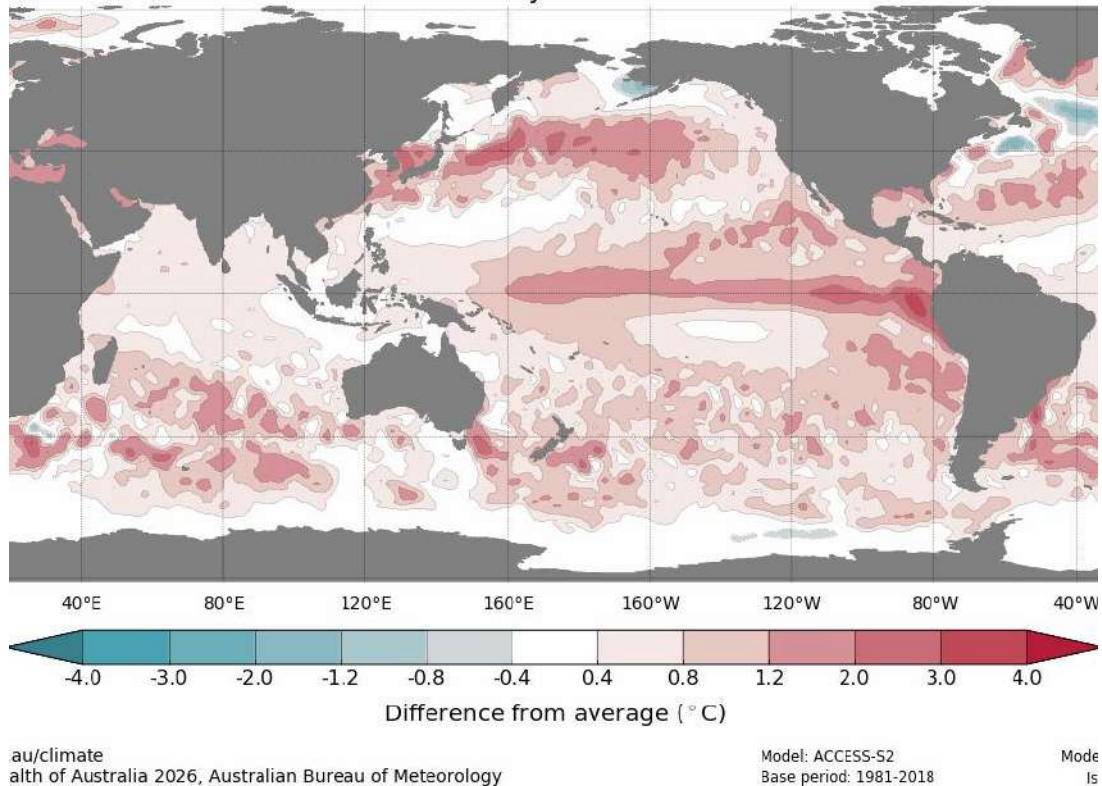 40°E 80°E 120°E 160°E 160°W 120°W 80°W 40°W
-4.0 -3.0 -2.0 -1.2 -0.8 -0.4 0.4 0.8 1.2 2.0 3.0 4.0
Difference from average (°C)
au/climate Model: ACCESS-S2 Mode
alth of Australia 2026, Australian Bureau of Meteorology Base period: 1981-2018 Is